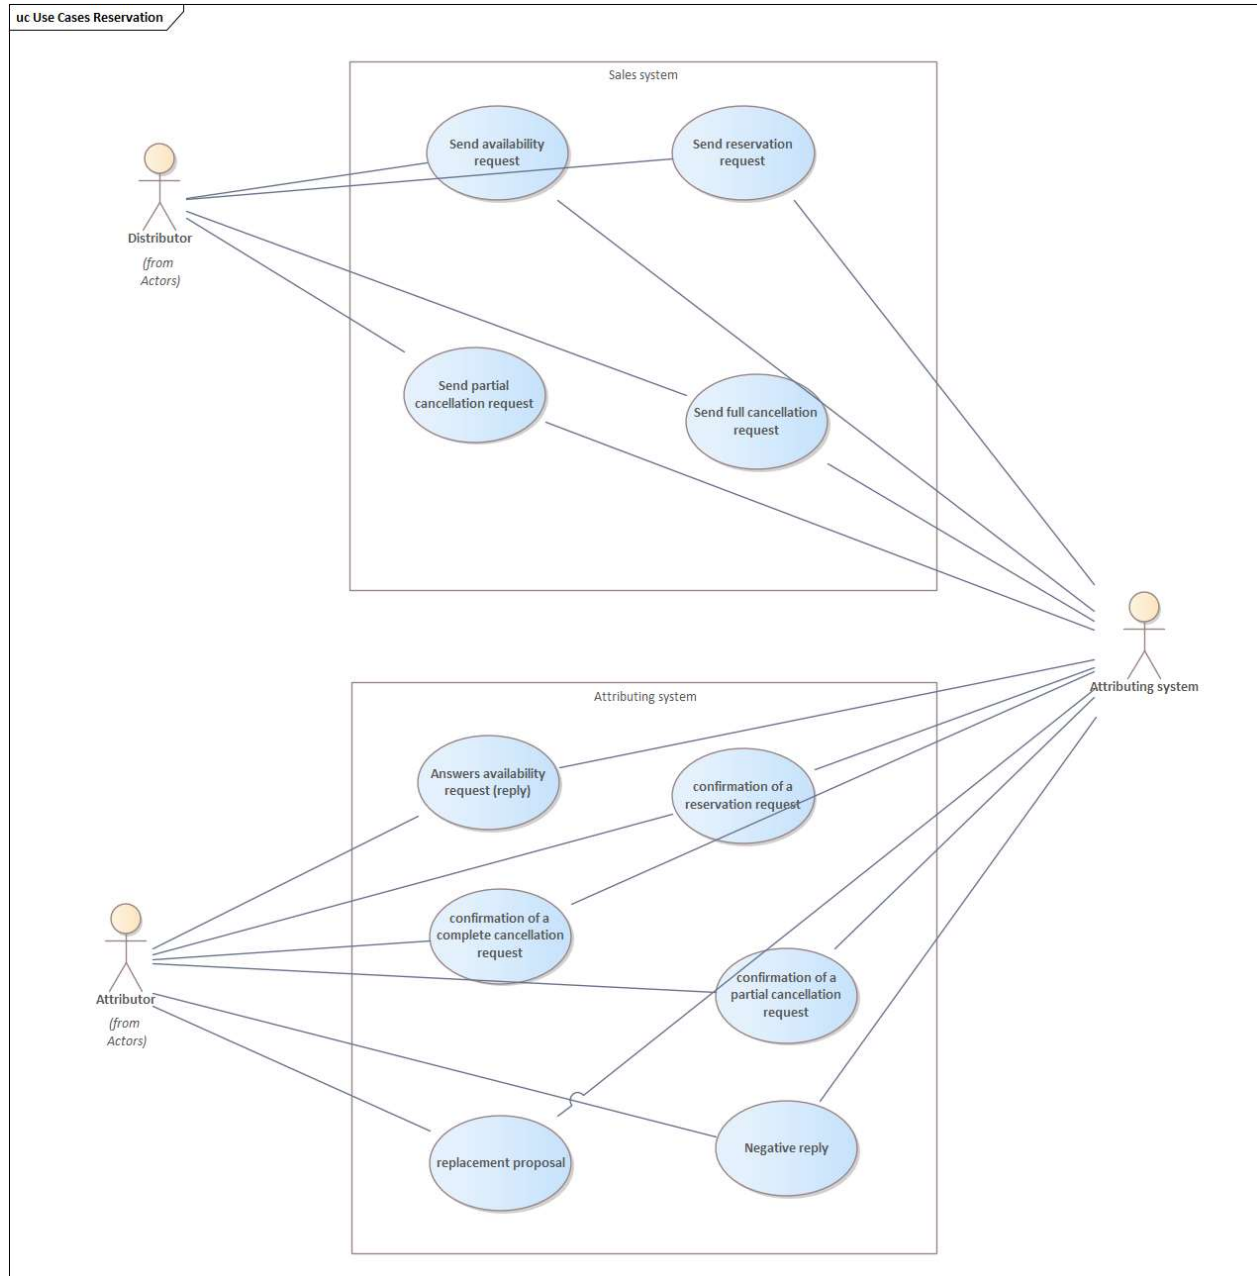 uc Use Cases Reservation
Sales system
Send availability
request
Send reservation
request
Distributor
(from
Actors)
Send partial
cancellation request
Send full cancellation
request
Attributing system
Attributing system
Answers availability
request (reply)
confirmation of a
reservation request
confirmation of a
complete cancellation
request
confirmation of a
partial cancellation
request
Attributor
(from
Actors)
replacement proposal
Negative reply